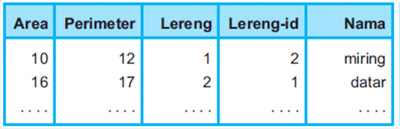 Area Perimeter Lereng Lereng-id Nama
10 12 1 2 miring
16 17 2 1 datar
.... .... .... .... ....